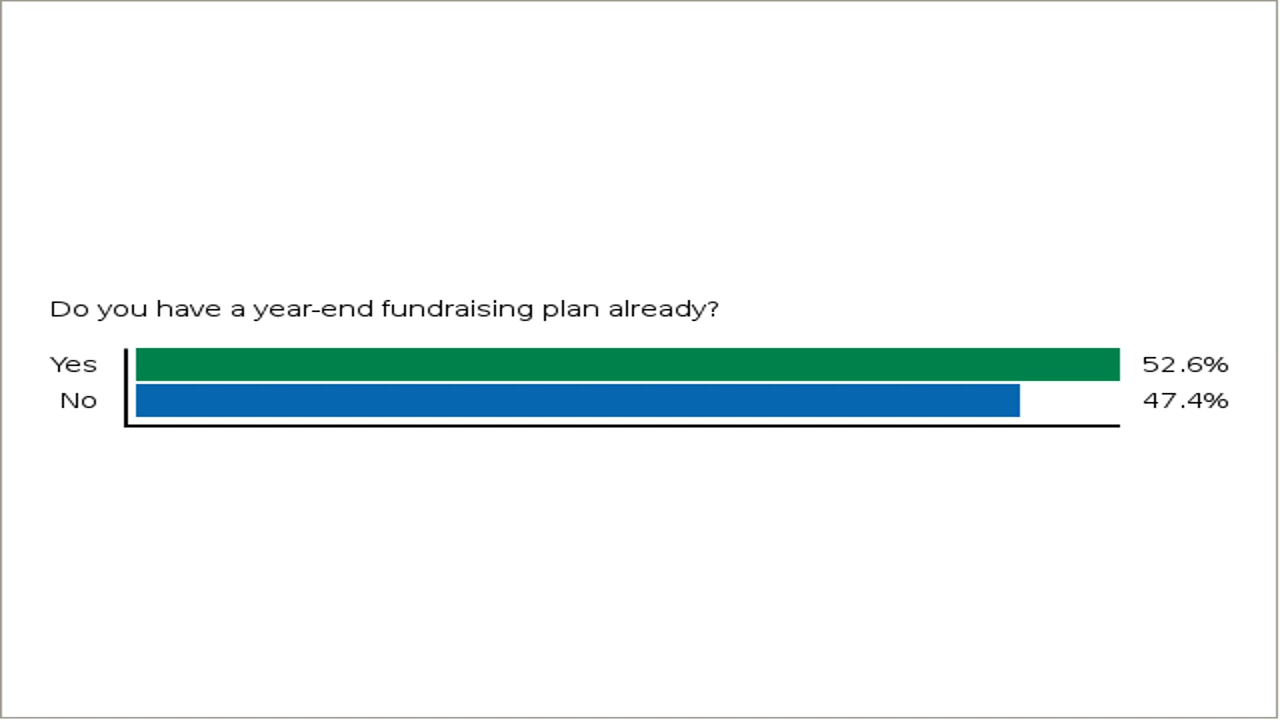 Do you have a year-end fundraising plan already?
Yes 52.6%
No 47.4%